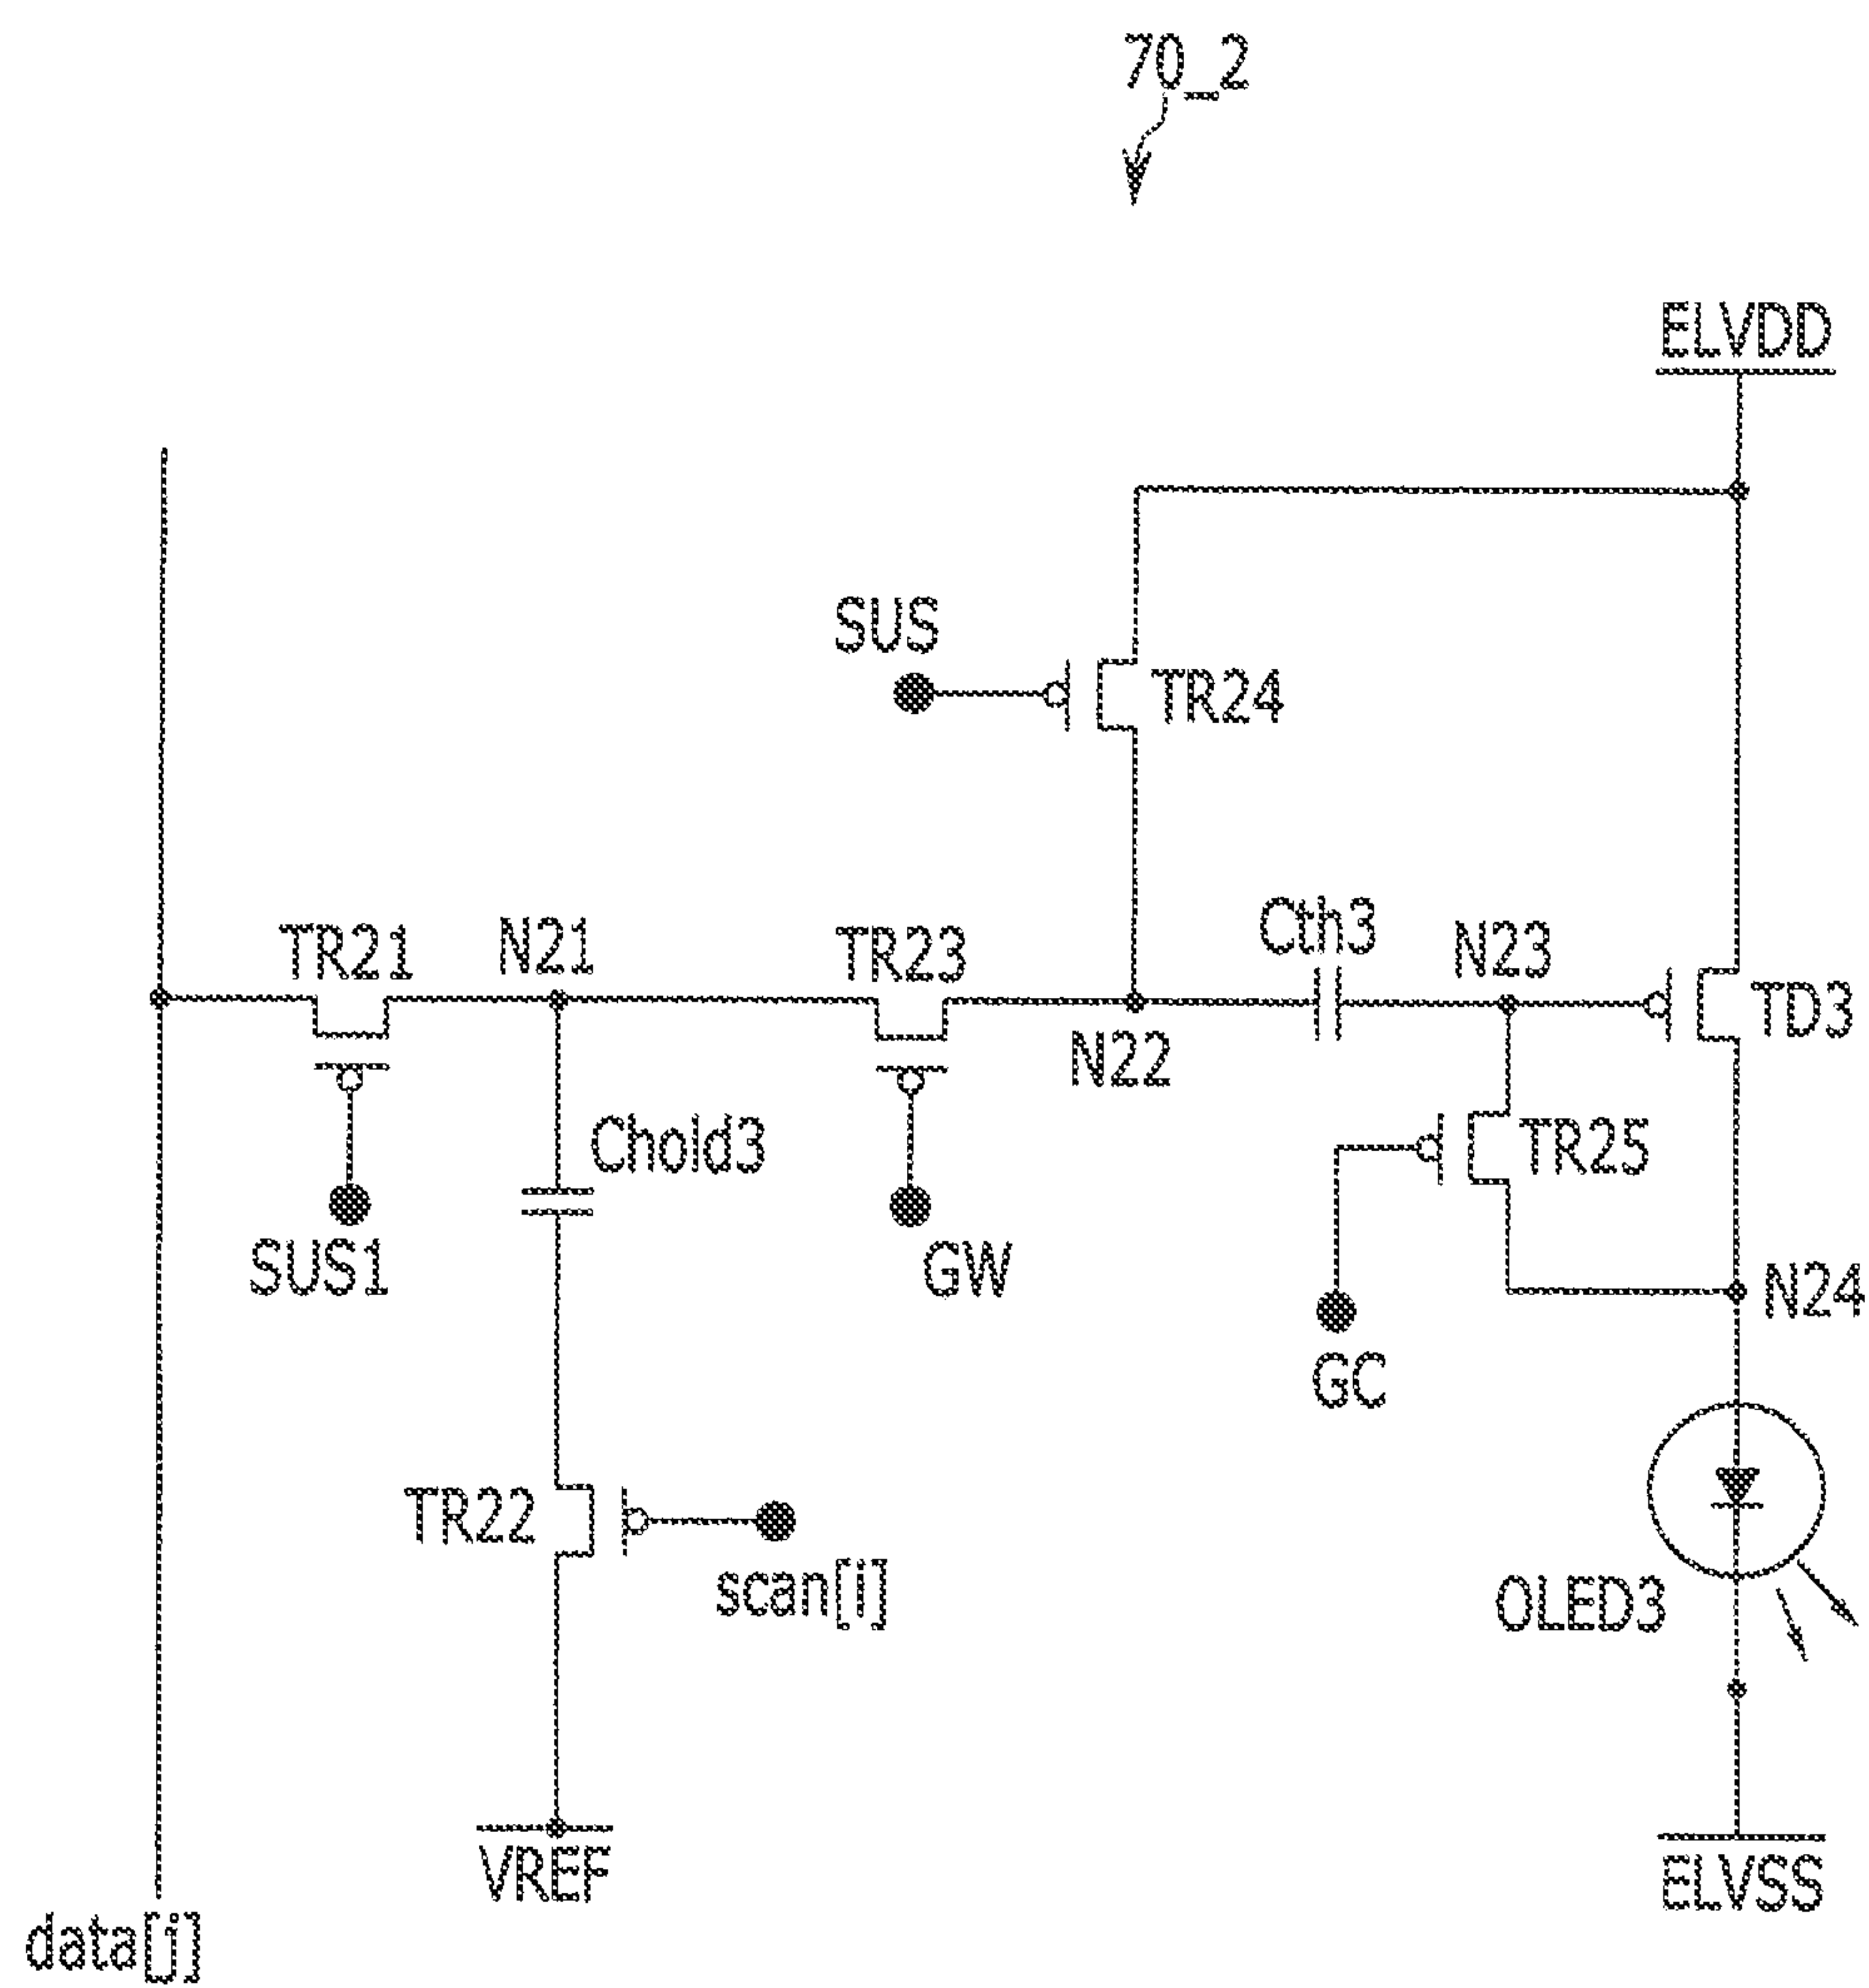 70_2
ELVDD
SUS
TR24
TR21
N21
TR23
Cth3
N23
TD3
N22
Chold3
TR25
SUS1
GW
N24
GC
TR22
scan[i]
OLED3
VREF
ELVSS
data[j]